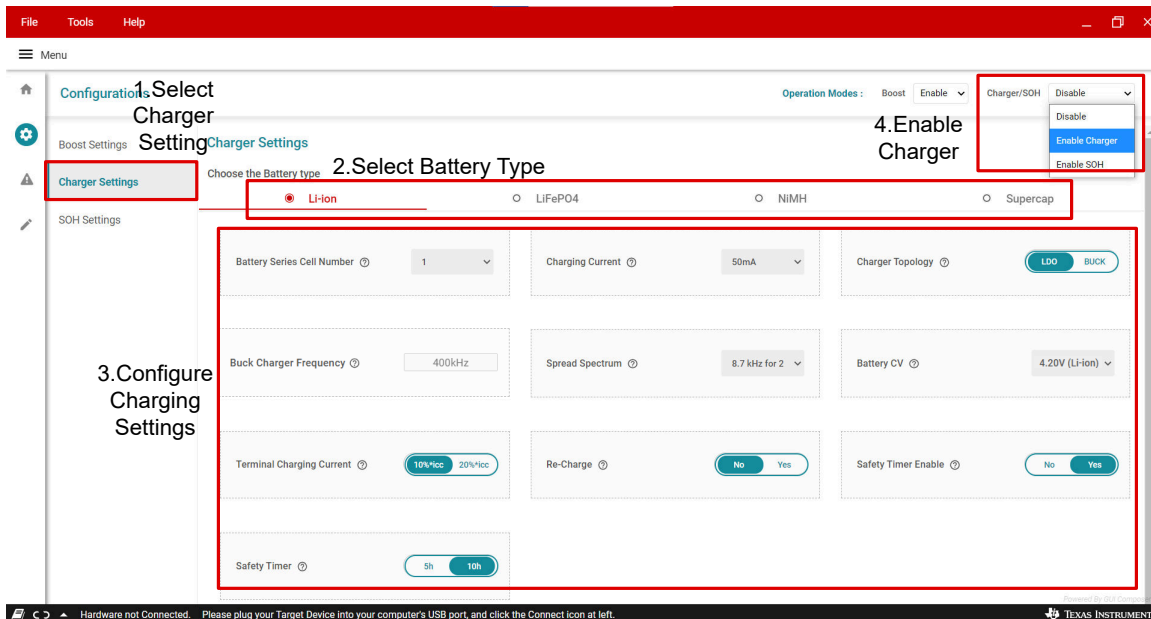 File Tools Help
Menu
Configurations
1.Select
Charger
Setting
Operation Modes : Boost Enable Charger/SOH Disable
Disable
Enable Charger
Enable SOH
4.Enable
Charger
Boost Settings
Charger Settings
SOH Settings
Charger Settings
Choose the Battery type
2.Select Battery Type
Li-ion LiFePO4 NiMH Supercap
Battery Series Cell Number 1 Charging Current 50mA Charger Topology LDO BUCK
Buck Charger Frequency 400kHz Spread Spectrum 8.7 kHz for 2 Battery CV 4.20V (Li-ion)
3.Configure
Charging
Settings
Terminal Charging Current 10%*icc 20%*icc Re-Charge No Yes Safety Timer Enable No Yes
Safety Timer 5h 10h
Hardware not Connected. Please plug your Target Device into your computer's USB port, and click the Connect icon at left. TEXAS INSTRUMENT